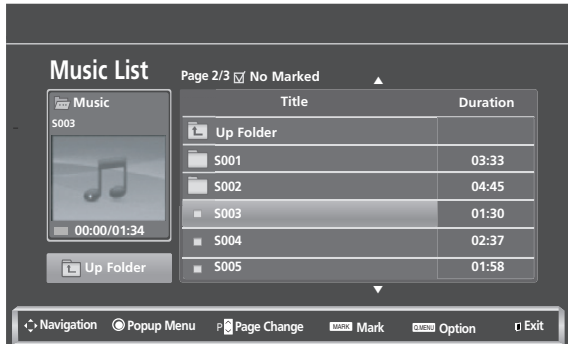 Music List
Page 2/3 No Marked
Music
S003
00:00/01:34
Up Folder
Title Duration
Up Folder
S001 03:33
S002 04:45
S003 01:30
S004 02:37
S005 01:58
Navigation Popup Menu P Page Change MARK Mark Q.MENU Option Exit